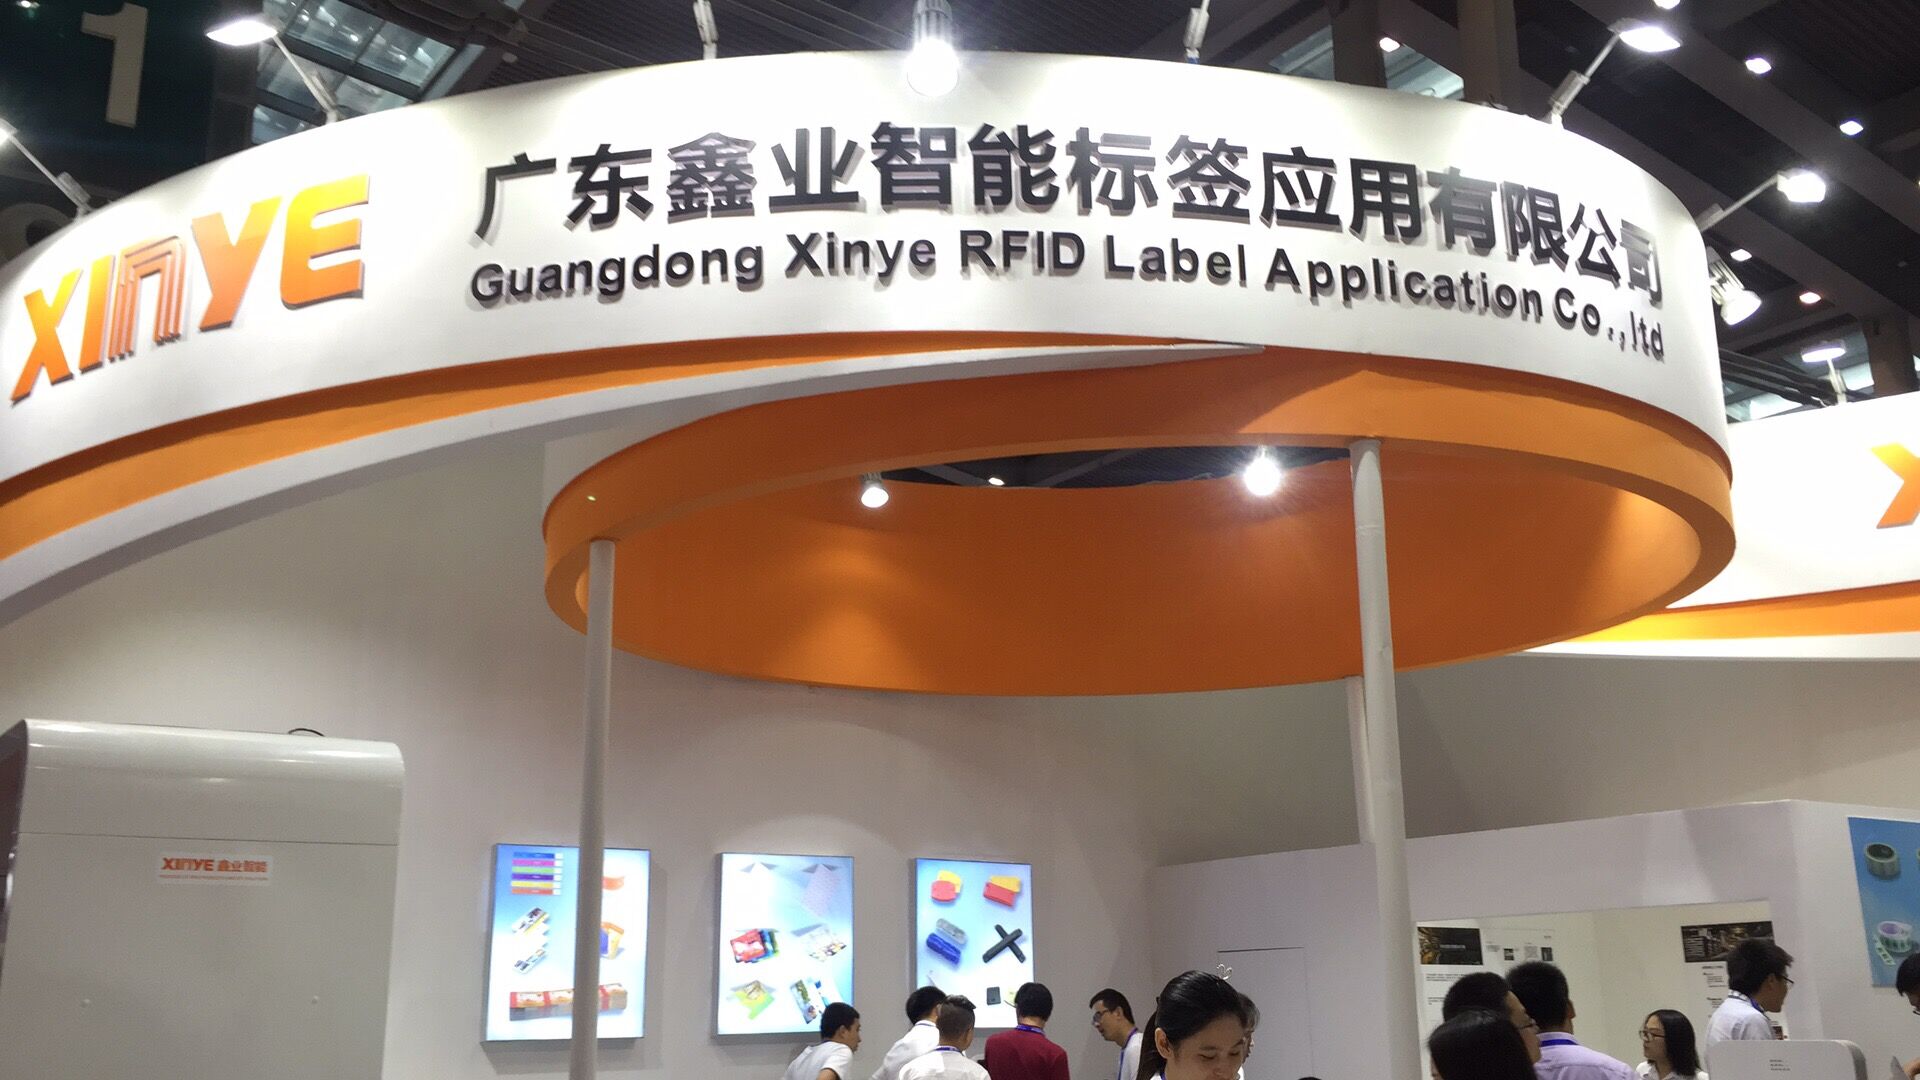 1
XINYE
广东鑫业智能标签应用有限公司
Guangdong Xinye RFID Label Application Co.,ltd
X
XINYE 鑫业智能